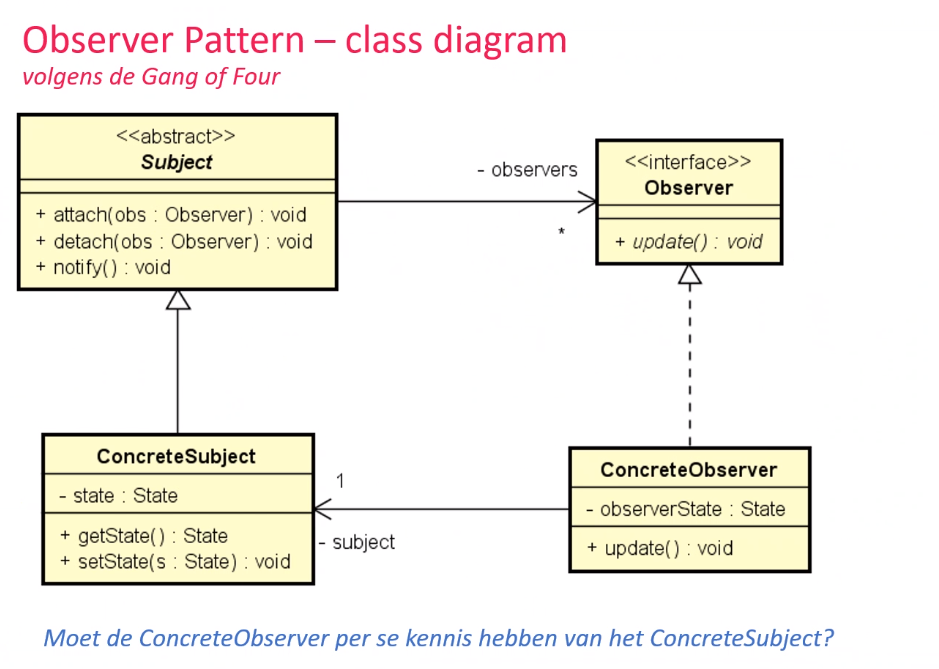 Observer Pattern – class diagram
volgens de Gang of Four
<<abstract>>
Subject
+ attach(obs : Observer) : void
+ detach(obs : Observer) : void
+ notify() : void
- observers
*
<<interface>>
Observer
+ update() : void
ConcreteSubject
- state : State
+ getState() : State
+ setState(s : State) : void
1
- subject
ConcreteObserver
- observerState : State
+ update() : void
Moet de ConcreteObserver per se kennis hebben van het ConcreteSubject?